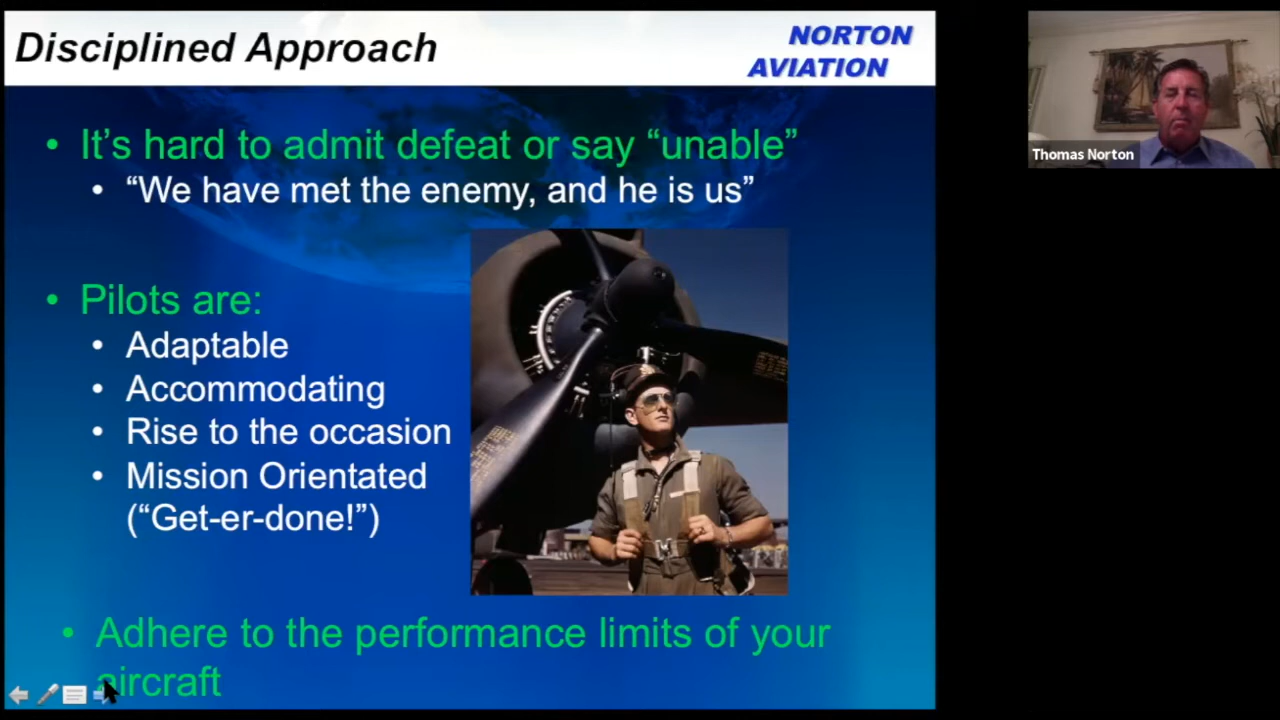 Disciplined Approach
NORTON
AVIATION
Thomas Norton
• It's hard to admit defeat or say “unable”
• “We have met the enemy, and he is us”
• Pilots are:
• Adaptable
• Accommodating
• Rise to the occasion
• Mission Orientated
(“Get-er-done!”)
• Adhere to the performance limits of your
aircraft